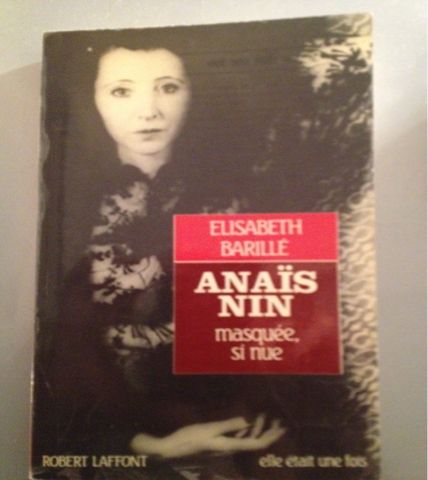 ELISABETH
BARILLÉ
ANAÏS
NIN
masquée,
si nue
ROBERT LAFFONT
elle était une fois